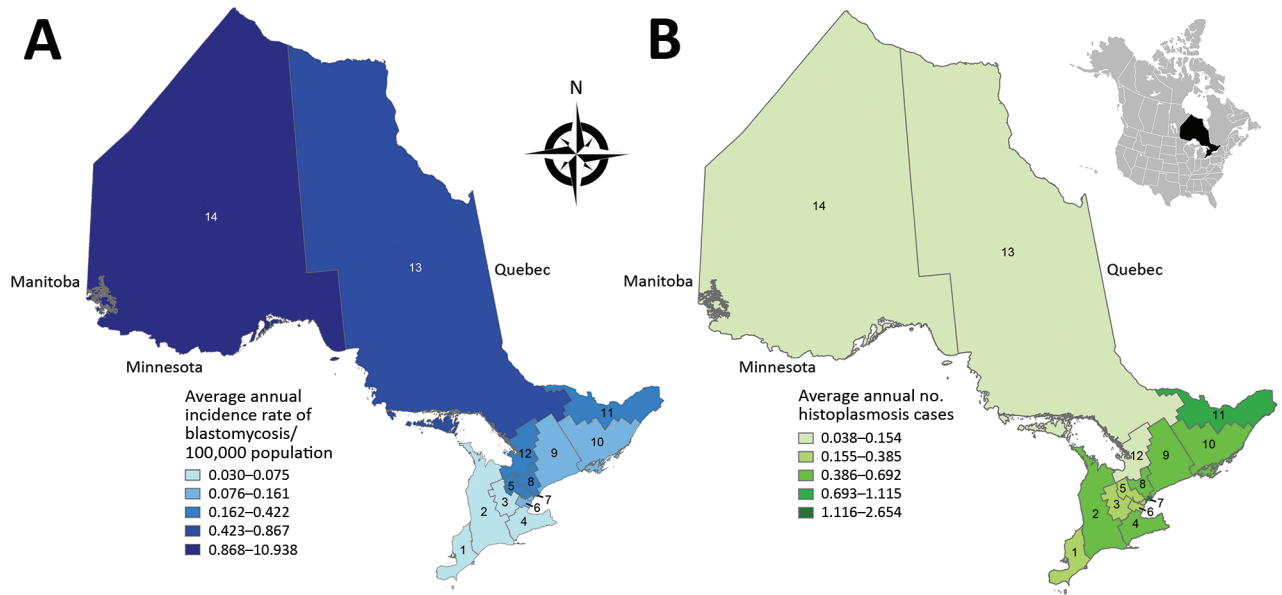 A
N
14
13
Manitoba
Quebec
Minnesota
Average annual
incidence rate of
blastomycosis/
100,000 population
0.030–0.075
0.076–0.161
0.162–0.422
0.423–0.867
0.868–10.938
11
12
9
10
5
8
7
3
6
2
4
1
B
14
13
Manitoba
Quebec
Minnesota
Average annual no.
histoplasmosis cases
0.038–0.154
0.155–0.385
0.386–0.692
0.693–1.115
1.116–2.654
11
12
9
10
5
8
7
3
6
2
4
1